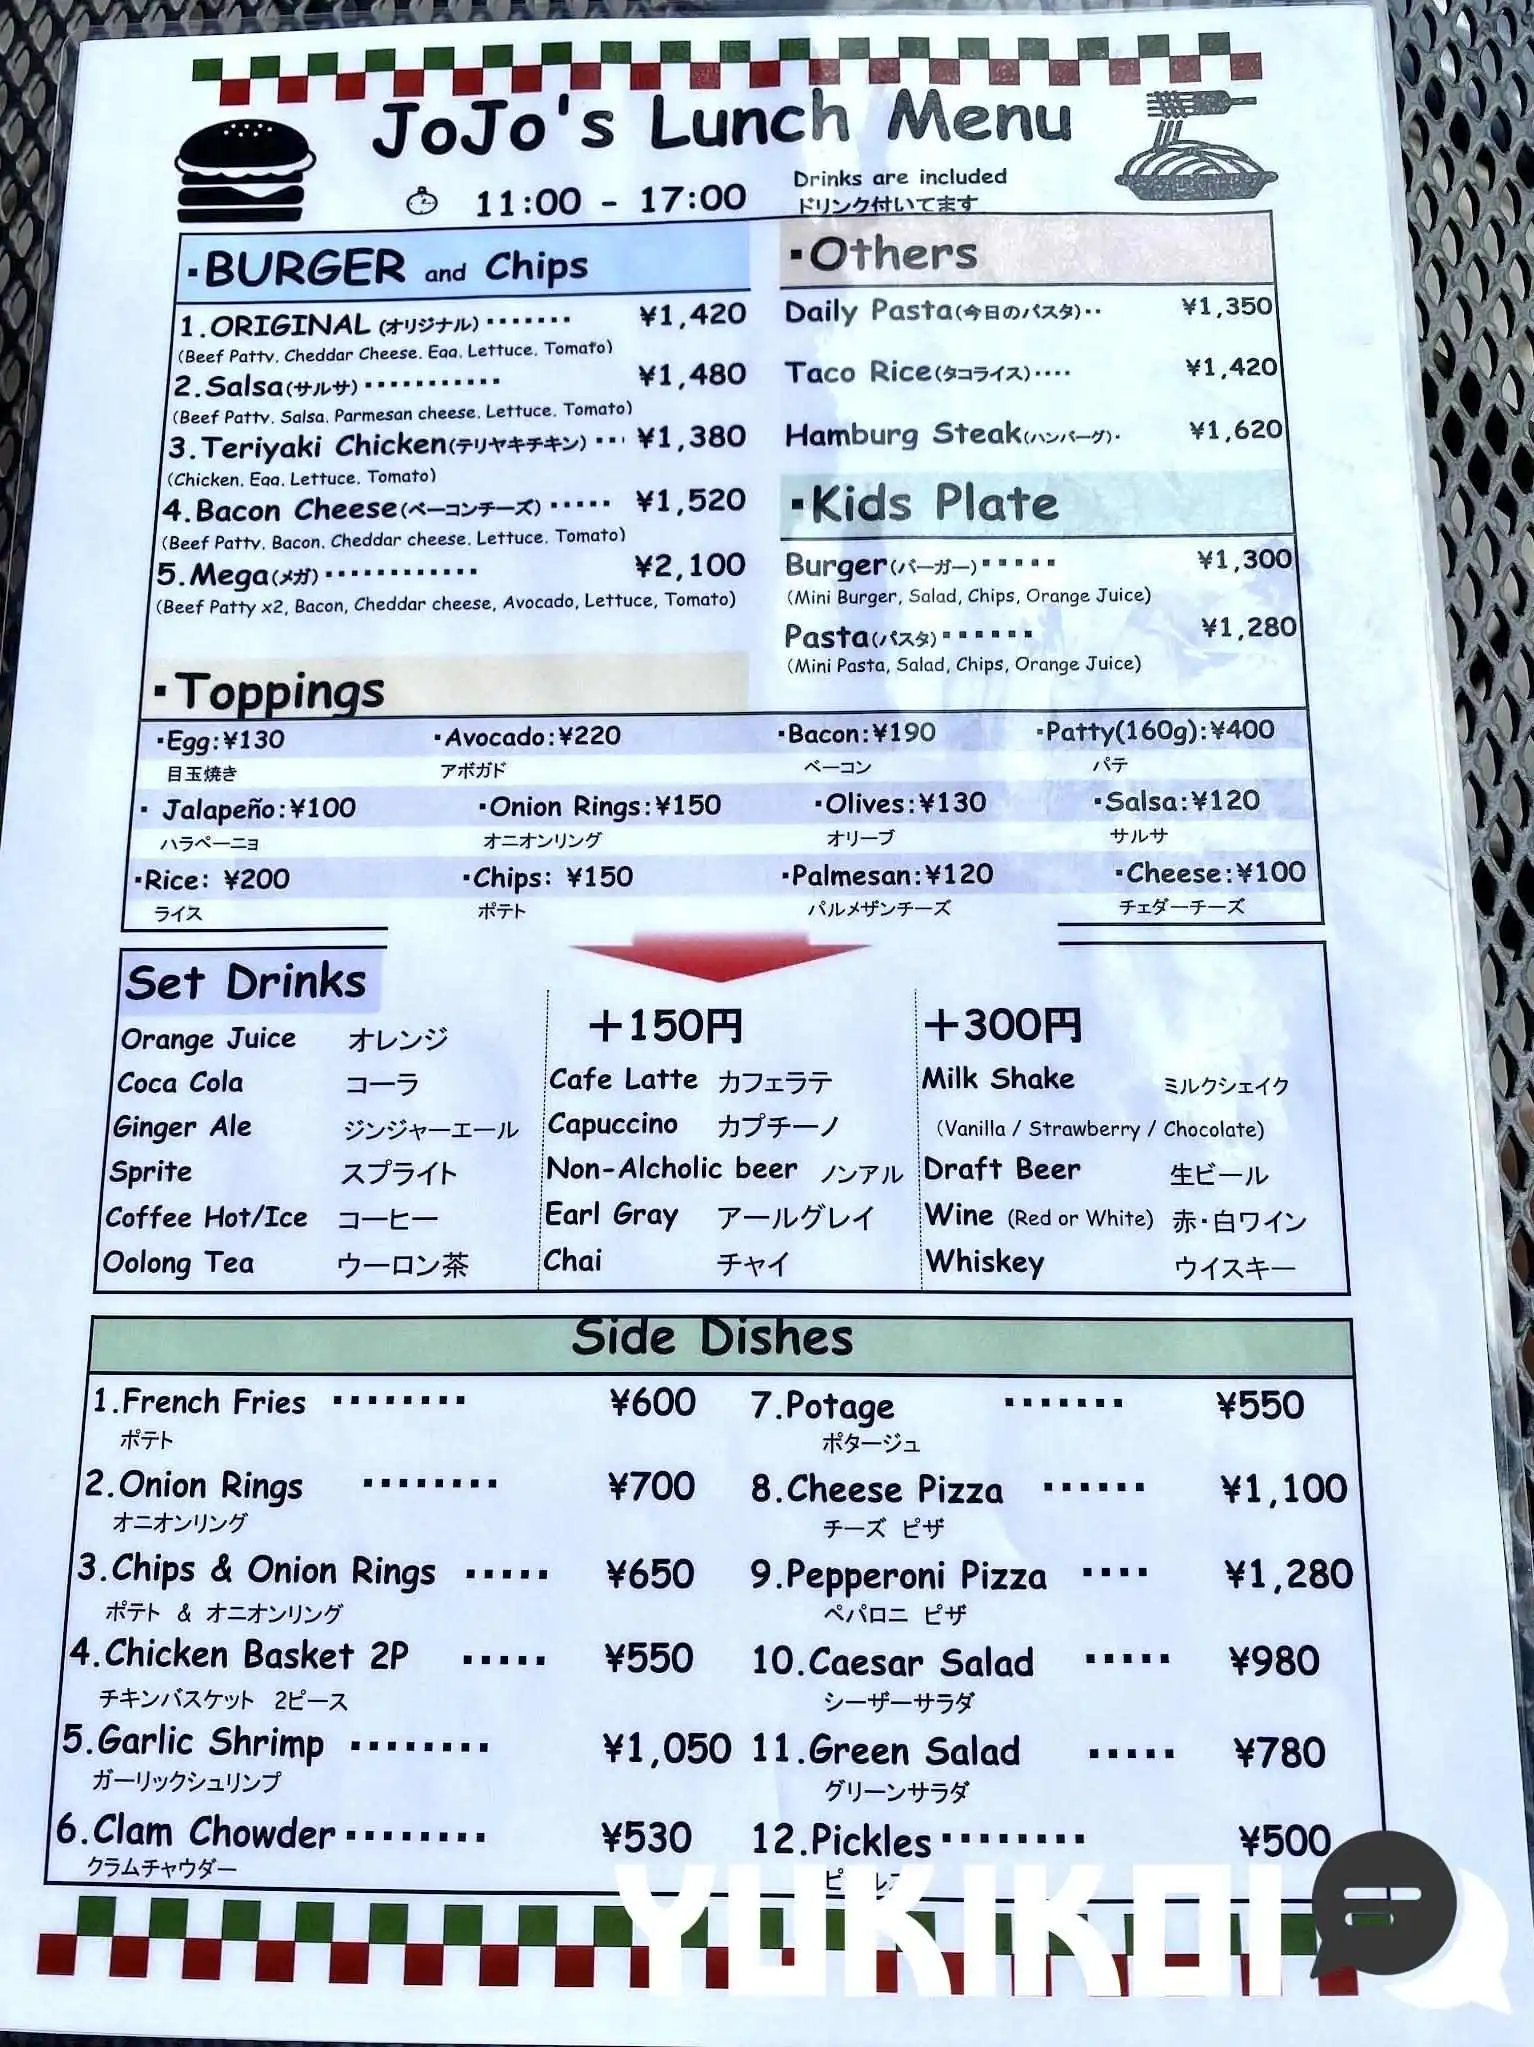 JoJo's Lunch Menu
11:00 - 17:00
Drinks are included
ドリンク付いてます
▪BURGER and Chips
1.ORIGINAL (オリジナル) ······· ¥1,420
(Beef Patty. Cheddar Cheese. Egg. Lettuce. Tomato)
2.Salsa(サルサ) ··········· ¥1,480
(Beef Patty. Salsa. Parmesan cheese. Lettuce. Tomato)
3.Teriyaki Chicken(テリヤキチキン) ··· ¥1,380
(Chicken. Egg. Lettuce. Tomato)
4.Bacon Cheese(ベーコンチーズ) ····· ¥1,520
(Beef Patty. Bacon. Cheddar cheese. Lettuce. Tomato)
5.Mega(メガ) ············ ¥2,100
(Beef Patty x2, Bacon, Cheddar cheese, Avocado, Lettuce, Tomato)
▪Others
Daily Pasta(今日のパスタ)·· ¥1,350
Taco Rice(タコライス)···· ¥1,420
Hamburg Steak(ハンバーグ)· ¥1,620
▪Kids Plate
Burger(バーガー)····· ¥1,300
(Mini Burger, Salad, Chips, Orange Juice)
Pasta(パスタ)······ ¥1,280
(Mini Pasta, Salad, Chips, Orange Juice)
▪Toppings
▪Egg:¥130 ▪Avocado:¥220 ▪Bacon:¥190 ▪Patty(160g):¥400
目玉焼き アボガド ベーコン パテ
▪ Jalapeño:¥100 ▪Onion Rings:¥150 ▪Olives:¥130 ▪Salsa:¥120
ハラペーニョ オニオンリング オリーブ サルサ
▪Rice: ¥200 ▪Chips: ¥150 ▪Palmesan:¥120 ▪Cheese:¥100
ライス ポテト パルメザンチーズ チェダーチーズ
Set Drinks
Orange Juice オレンジ
Coca Cola コーラ
Ginger Ale ジンジャーエール
Sprite スプライト
Coffee Hot/Ice コーヒー
Oolong Tea ウーロン茶
+150円
Cafe Latte カフェラテ
Capuccino カプチーノ
Non-Alcholic beer ノンアル
Earl Gray アールグレイ
Chai チャイ
+300円
Milk Shake ミルクシェイク
(Vanilla / Strawberry / Chocolate)
Draft Beer 生ビール
Wine (Red or White) 赤・白ワイン
Whiskey ウイスキー
Side Dishes
1.French Fries ········ ¥600
ポテト
2.Onion Rings ········ ¥700
オニオンリング
3.Chips & Onion Rings ····· ¥650
ポテト & オニオンリング
4.Chicken Basket 2P ····· ¥550
チキンバスケット 2ピース
5.Garlic Shrimp ········ ¥1,050
ガーリックシュリンプ
6.Clam Chowder ········ ¥530
クラムチャウダー
7.Potage ······· ¥550
ポタージュ
8.Cheese Pizza ······ ¥1,100
チーズ ピザ
9.Pepperoni Pizza ···· ¥1,280
ペパロニ ピザ
10.Caesar Salad ····· ¥980
シーザーサラダ
11.Green Salad ····· ¥780
グリーンサラダ
12.Pickles ········ ¥500
YUKIKOI